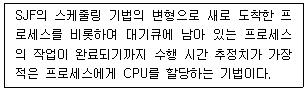 SJF의 스케줄링 기법의 변형으로 새로 도착한 프
로세스를 비롯하여 대기큐에 남아 있는 프로세스
의 작업이 완료되기까지 수행 시간 추정치가 가장
적은 프로세스에게 CPU를 할당하는 기법이다.